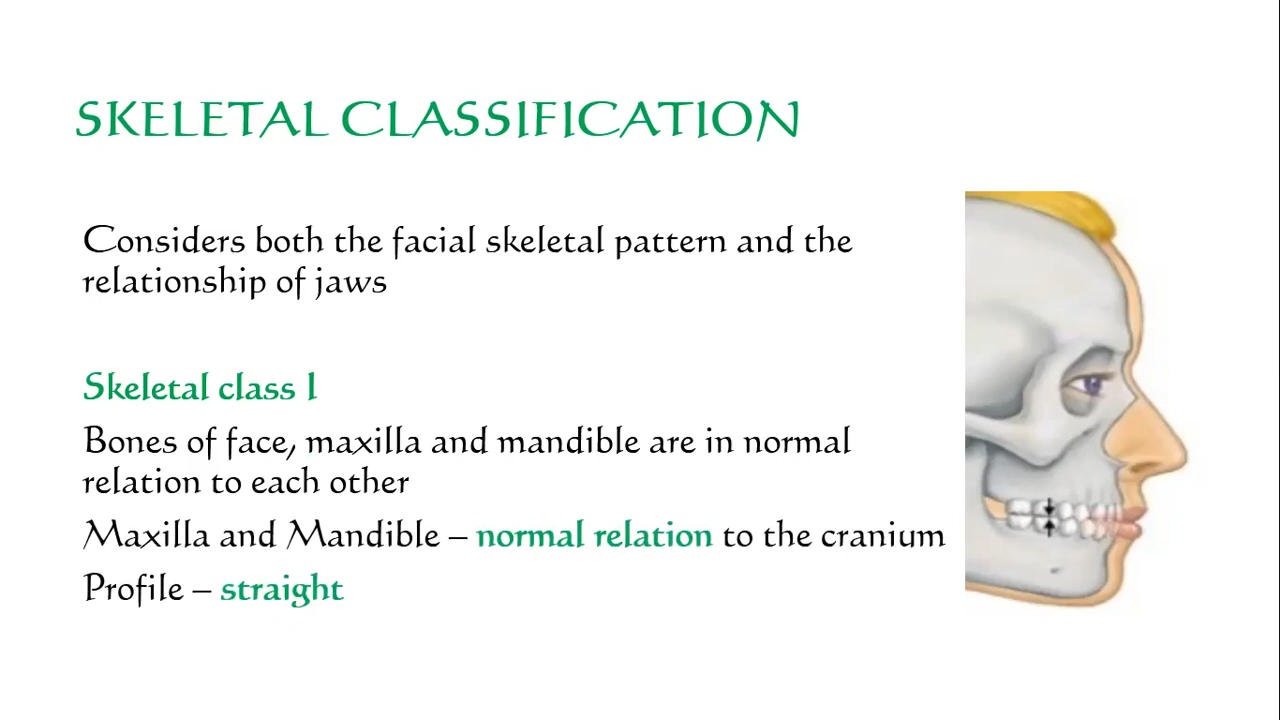 SKELETAL CLASSIFICATION
Considers both the facial skeletal pattern and the
relationship of jaws
Skeletal class I
Bones of face, maxilla and mandible are in normal
relation to each other
Maxilla and Mandible – normal relation to the cranium
Profile – straight